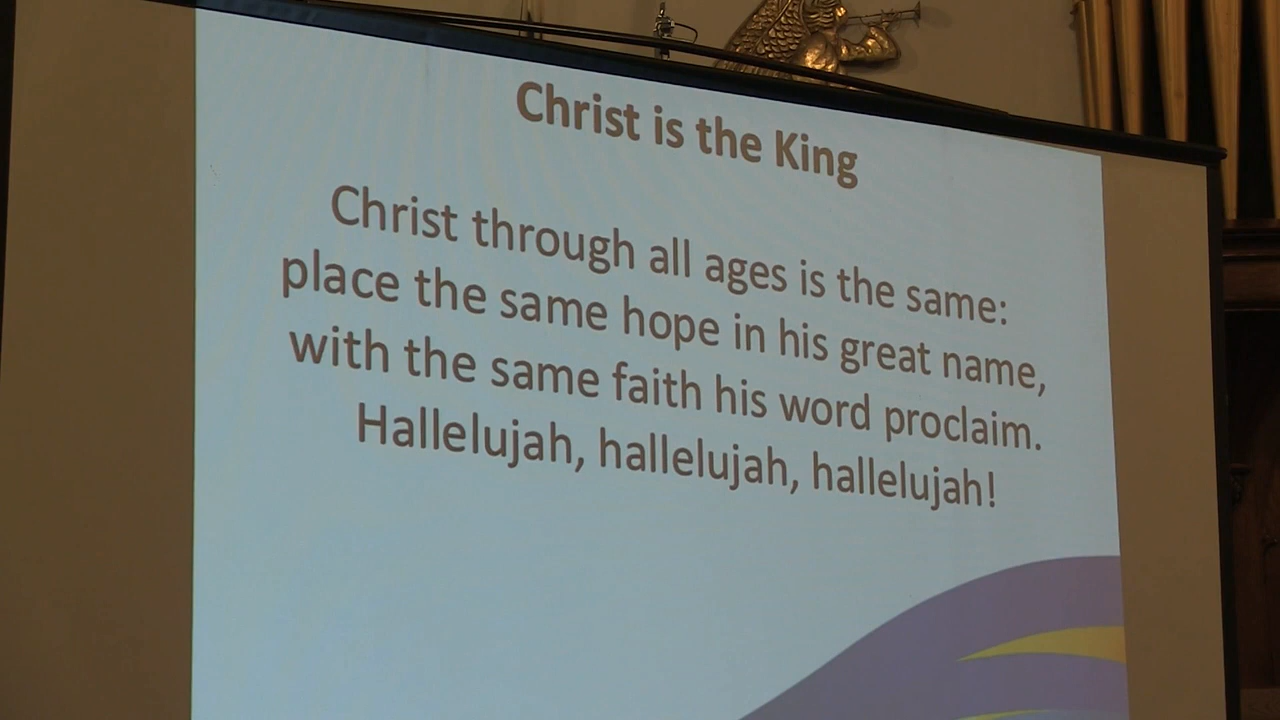 Christ is the King
Christ through all ages is the same:
place the same hope in his great name,
with the same faith his word proclaim.
Hallelujah, hallelujah, hallelujah!